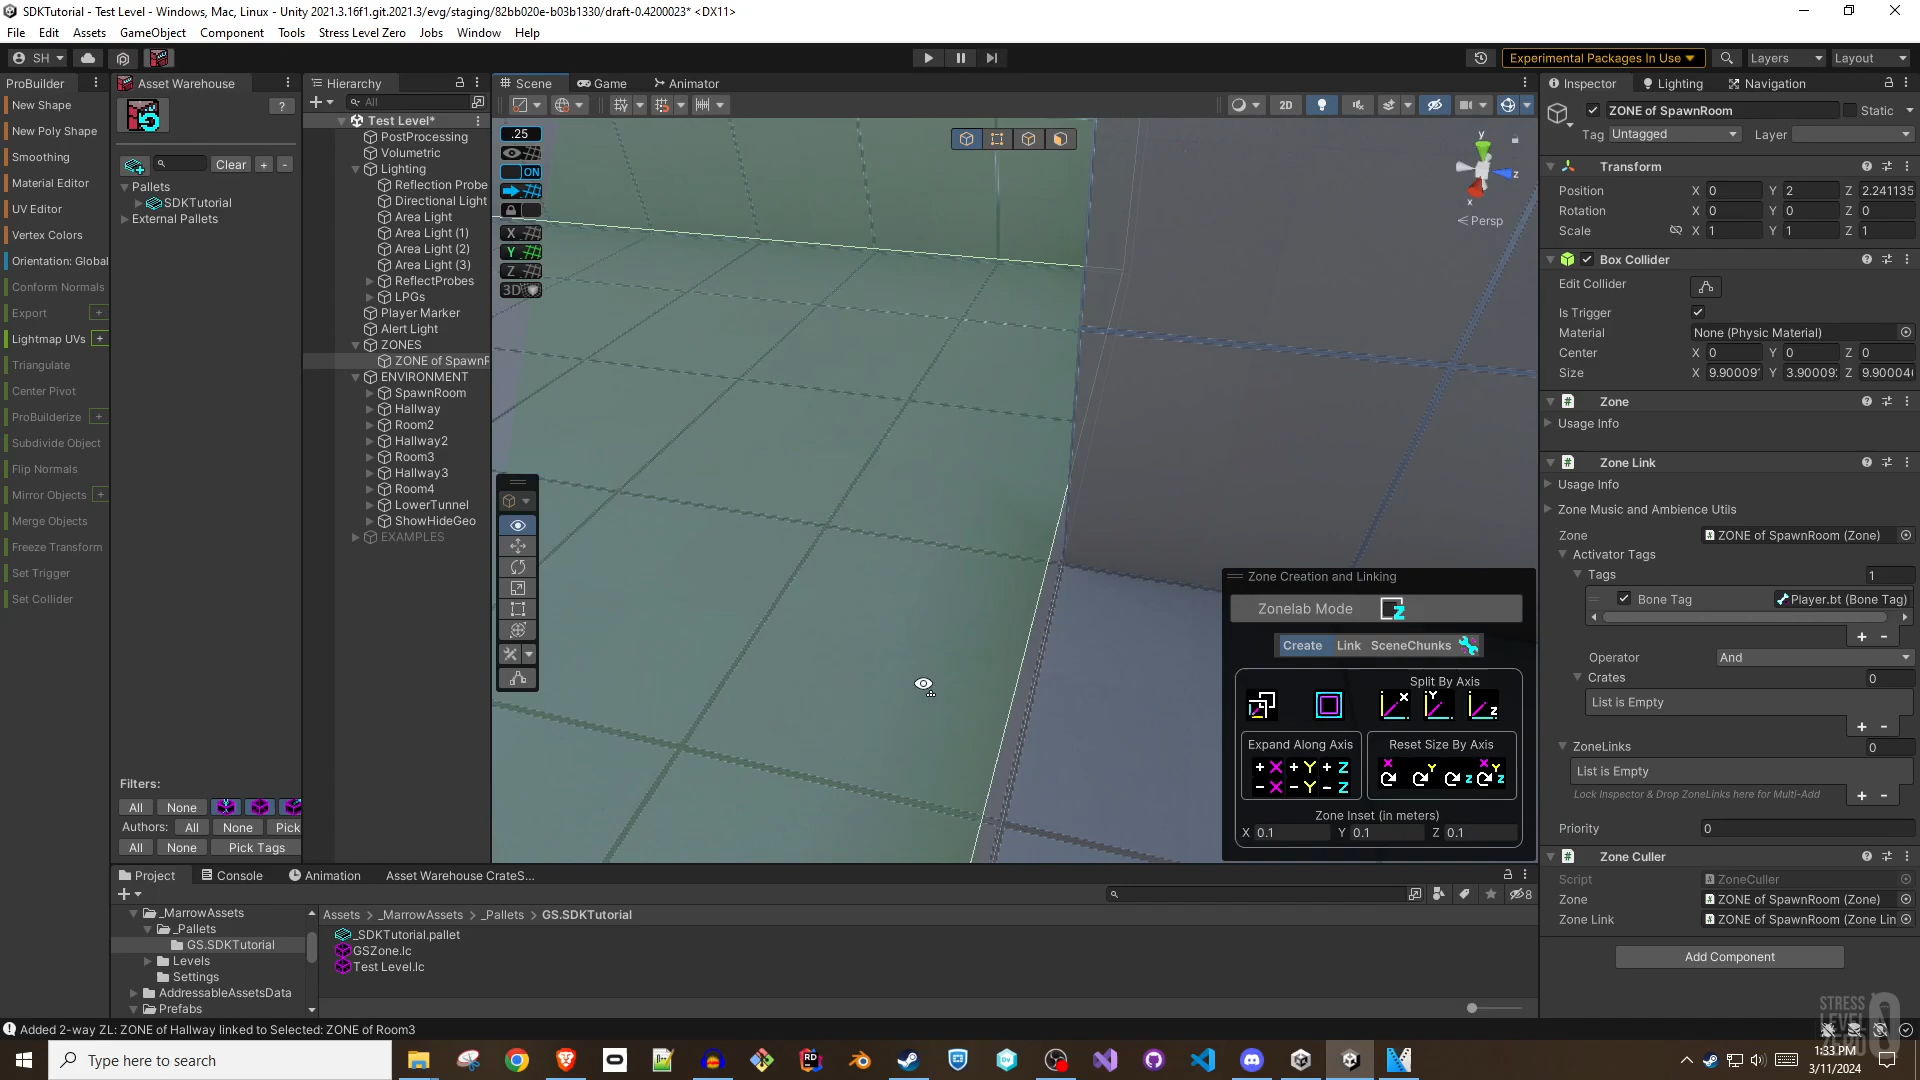 SDKTutorial - Test Level - Windows, Mac, Linux - Unity 2021.3.16f1.git.2021.3/evg/staging/82bb020e-b03b1330/draft-0.4200023* <DX11>
File Edit Assets GameObject Component Tools Stress Level Zero Jobs Window Help
SH Experimental Packages In Use Layers Layout
ProBuilder
New Shape
New Poly Shape
Smoothing
Material Editor
UV Editor
Vertex Colors
Orientation: Global
Conform Normals
Export +
Lightmap UVs +
Triangulate
Center Pivot
ProBuilderize +
Subdivide Object
Flip Normals
Mirror Objects +
Merge Objects
Freeze Transform
Set Trigger
Set Collider
Asset Warehouse
?
Clear + -
Pallets
SDKTutorial
External Pallets
Filters:
All None
Authors: All None Pick
All None Pick Tags
Hierarchy
+ All
Test Level*
PostProcessing
Volumetric
Lighting
Reflection Probe
Directional Light
Area Light
Area Light (1)
Area Light (2)
Area Light (3)
ReflectProbes
LPGs
Player Marker
Alert Light
ZONES
ZONE of SpawnR
ENVIRONMENT
SpawnRoom
Hallway
Room2
Hallway2
Room3
Hallway3
Room4
LowerTunnel
ShowHideGeo
EXAMPLES
Scene Game Animator
2D
.25
ON
X
Y
Z
3D
y
z
x
Persp
Zone Creation and Linking
Zonelab Mode Z
Create Link SceneChunks
Split By Axis
X Y Z
Expand Along Axis Reset Size By Axis
+X +Y +Z X Y Z X Y Z
-X -Y -Z
Zone Inset (in meters)
X 0.1 Y 0.1 Z 0.1
Inspector Lighting Navigation
ZONE of SpawnRoom Static
Tag Untagged Layer
Transform
Position X 0 Y 2 Z 2.241135
Rotation X 0 Y 0 Z 0
Scale X 1 Y 1 Z 1
Box Collider
Edit Collider
Is Trigger
Material None (Physic Material)
Center X 0 Y 0 Z 0
Size X 9.90009 Y 3.90009 Z 9.90004
Zone
Usage Info
Zone Link
Usage Info
Zone Music and Ambience Utils
Zone ZONE of SpawnRoom (Zone)
Activator Tags
Tags 1
Bone Tag Player.bt (Bone Tag)
+ -
Operator And
Crates 0
List is Empty
+ -
ZoneLinks 0
List is Empty
Lock Inspector & Drop ZoneLinks here for Multi-Add + -
Priority 0
Zone Culler
Script ZoneCuller
Zone ZONE of SpawnRoom (Zone)
Zone Link ZONE of SpawnRoom (Zone Lin
Add Component
STRESS LEVEL ZERO
Project Console Animation Asset Warehouse CrateS...
+ 8
_MarrowAssets
_Pallets
GS.SDKTutorial
Levels
Settings
AddressableAssetsData
Prefabs
Assets > _MarrowAssets > _Pallets > GS.SDKTutorial
_SDKTutorial.pallet
GSZone.lc
Test Level.lc
Added 2-way ZL: ZONE of Hallway linked to Selected: ZONE of Room3
Type here to search
1:33 PM
3/11/2024